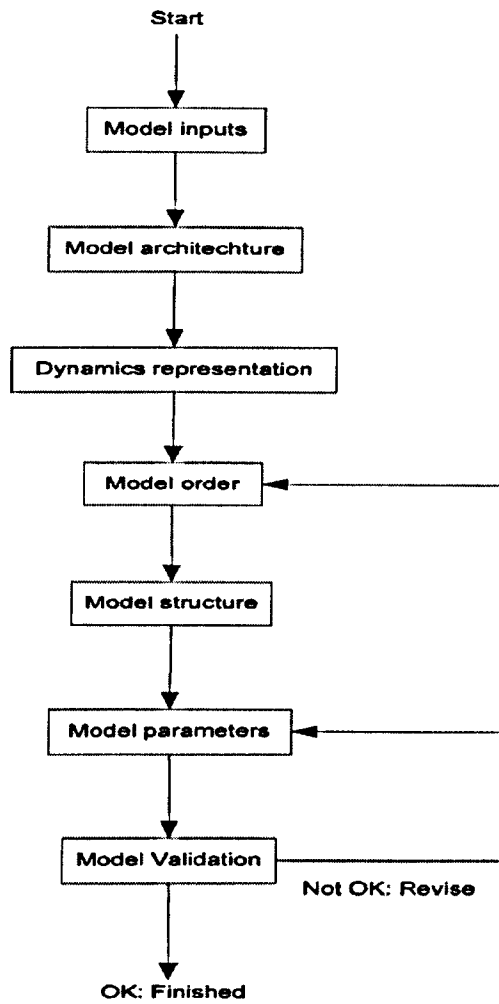 Start
Model inputs
Model architechture
Dynamics representation
Model order
Model structure
Model parameters
Model Validation
Not OK: Revise
OK: Finished